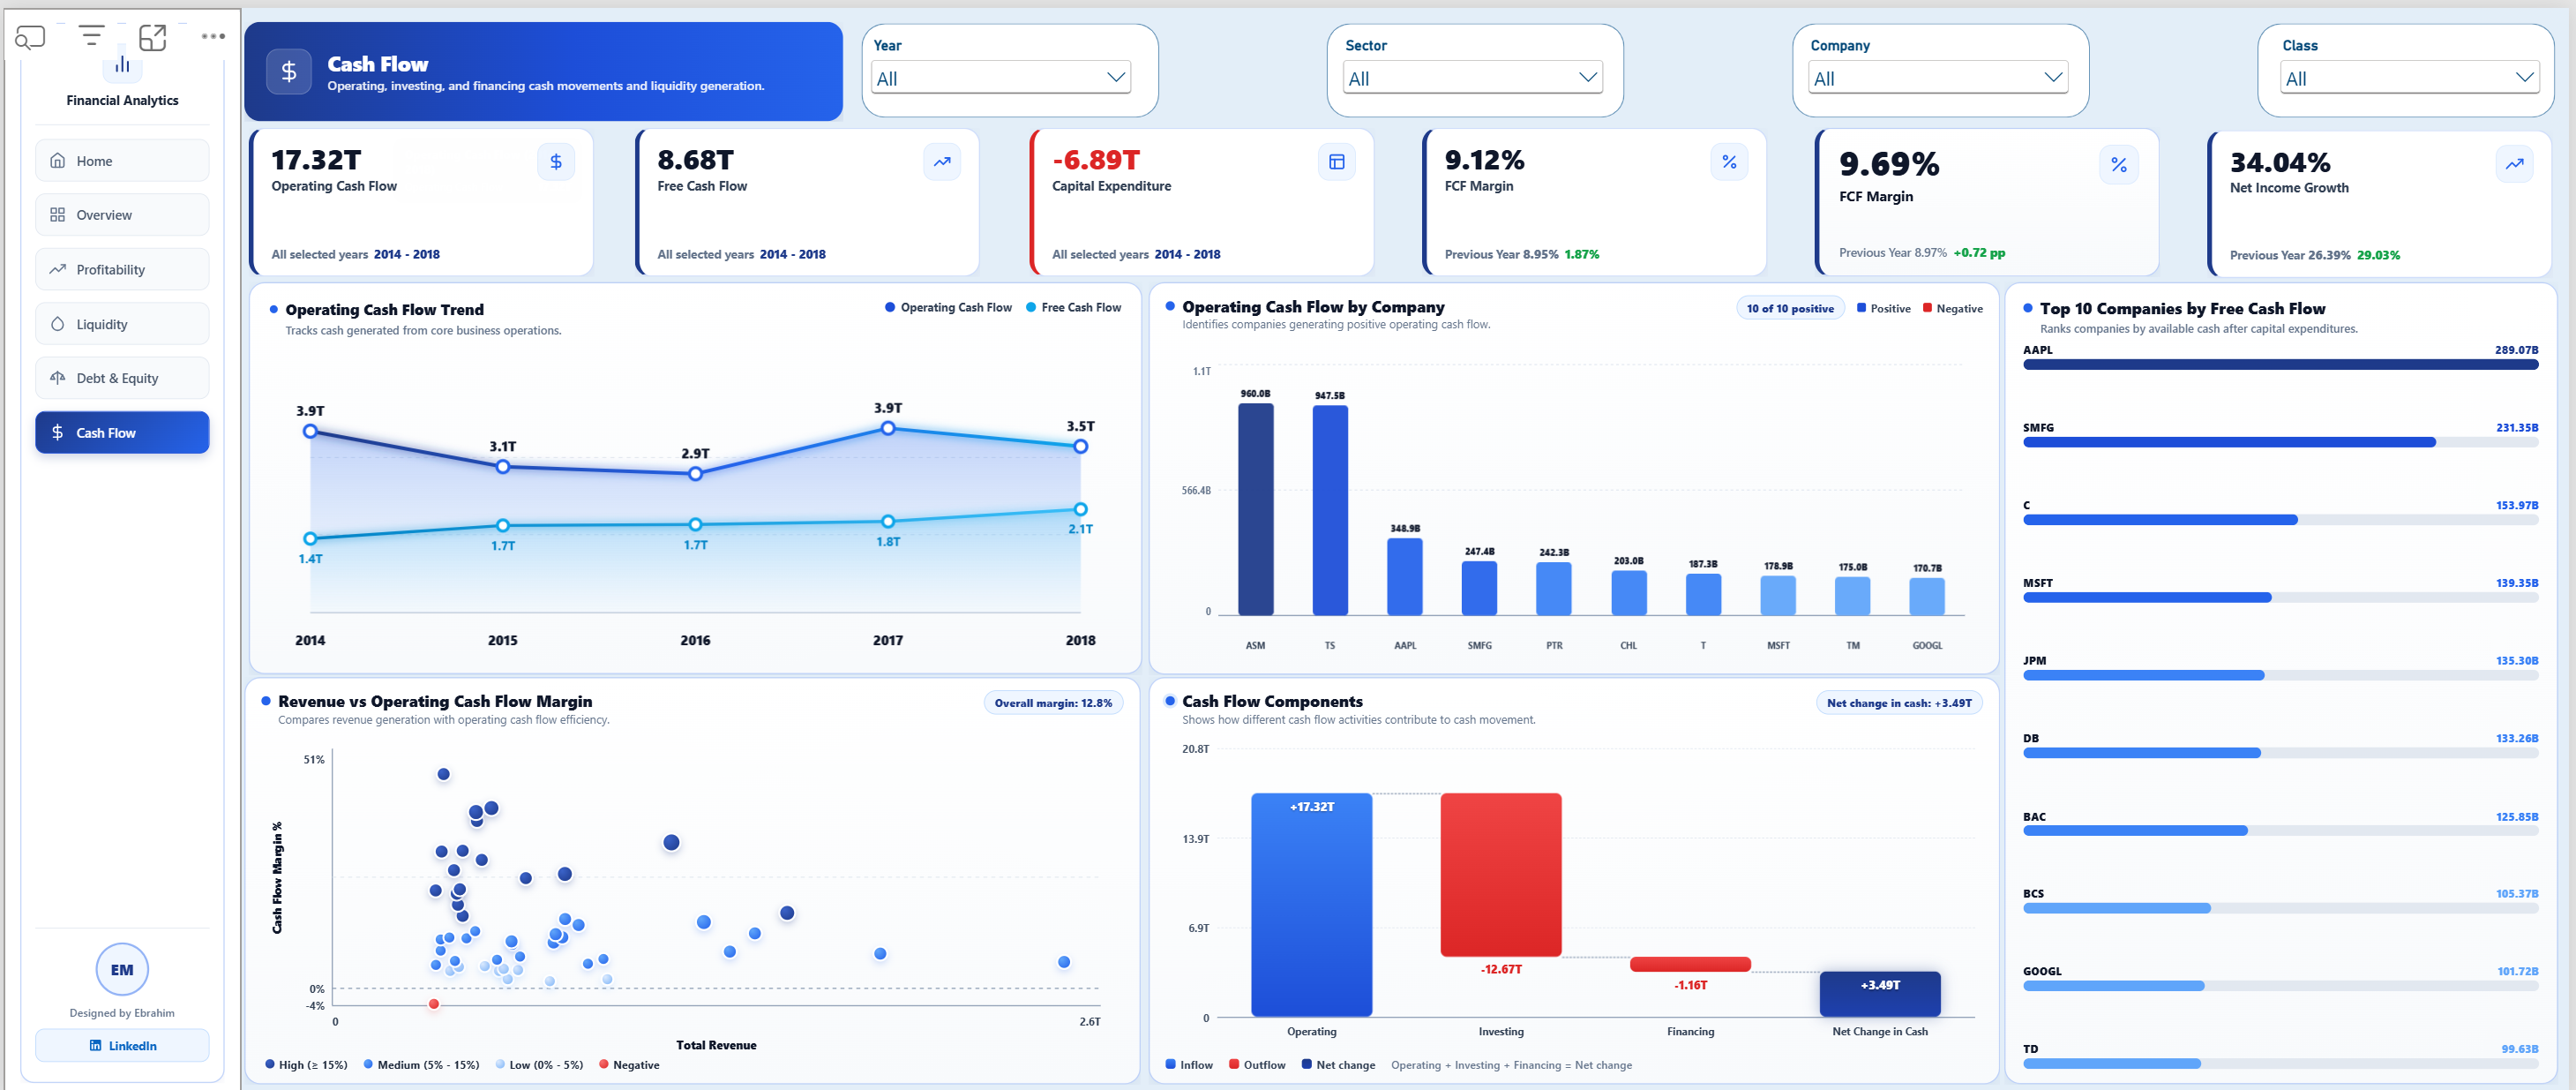 Financial Analytics
Home
Overview
Profitability
Liquidity
Debt & Equity
Cash Flow
EM
Designed by Ebrahim
LinkedIn
Cash Flow
Operating, investing, and financing cash movements and liquidity generation.
Year
All
Sector
All
Company
All
Class
All
17.32T
Operating Cash Flow
All selected years 2014 - 2018
8.68T
Free Cash Flow
All selected years 2014 - 2018
-6.89T
Capital Expenditure
All selected years 2014 - 2018
9.12%
FCF Margin
Previous Year 8.95% 1.87%
9.69%
FCF Margin
Previous Year 8.97% +0.72 pp
34.04%
Net Income Growth
Previous Year 26.39% 29.03%
Operating Cash Flow Trend
Tracks cash generated from core business operations.
Operating Cash Flow
Free Cash Flow
3.9T
3.1T
2.9T
3.9T
3.5T
1.4T
1.7T
1.7T
1.8T
2.1T
2014
2015
2016
2017
2018
Operating Cash Flow by Company
Identifies companies generating positive operating cash flow.
10 of 10 positive
Positive
Negative
1.1T
566.4B
0
960.0B
947.5B
348.9B
247.4B
242.3B
203.0B
187.3B
178.9B
175.0B
170.7B
ASM
TS
AAPL
SMFG
PTR
CHL
T
MSFT
TM
GOOGL
Top 10 Companies by Free Cash Flow
Ranks companies by available cash after capital expenditures.
AAPL 289.07B
SMFG 231.35B
C 153.97B
MSFT 139.35B
JPM 135.30B
DB 133.26B
BAC 125.85B
BCS 105.37B
GOOGL 101.72B
TD 99.63B
Revenue vs Operating Cash Flow Margin
Compares revenue generation with operating cash flow efficiency.
Overall margin: 12.8%
Cash Flow Margin %
51%
0%
-4%
0
2.6T
Total Revenue
High (≥ 15%)
Medium (5% - 15%)
Low (0% - 5%)
Negative
Cash Flow Components
Shows how different cash flow activities contribute to cash movement.
Net change in cash: +3.49T
20.8T
13.9T
6.9T
0
+17.32T
-12.67T
-1.16T
+3.49T
Operating
Investing
Financing
Net Change in Cash
Inflow
Outflow
Net change
Operating + Investing + Financing = Net change